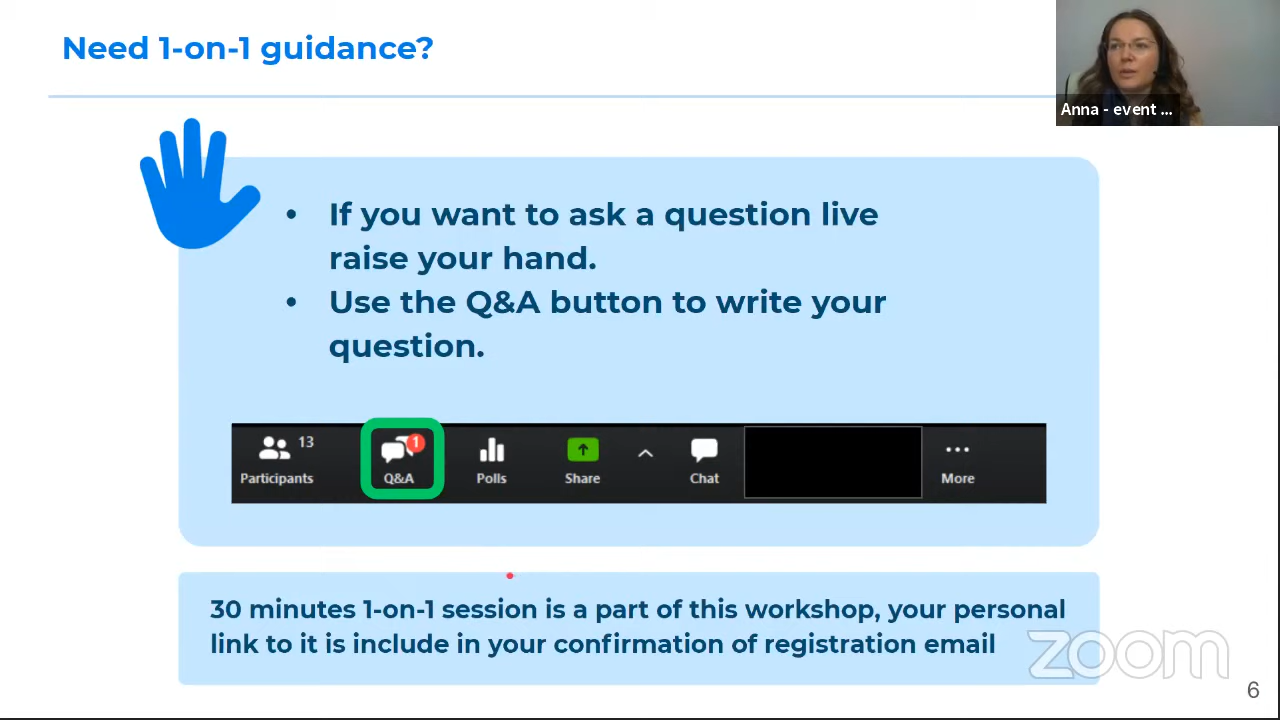 Need 1-on-1 guidance?
Anna - event ...
• If you want to ask a question live
raise your hand.
• Use the Q&A button to write your
question.
13
1
Participants
Q&A
Polls
Share
Chat
More
30 minutes 1-on-1 session is a part of this workshop, your personal
link to it is include in your confirmation of registration email
zoom
6